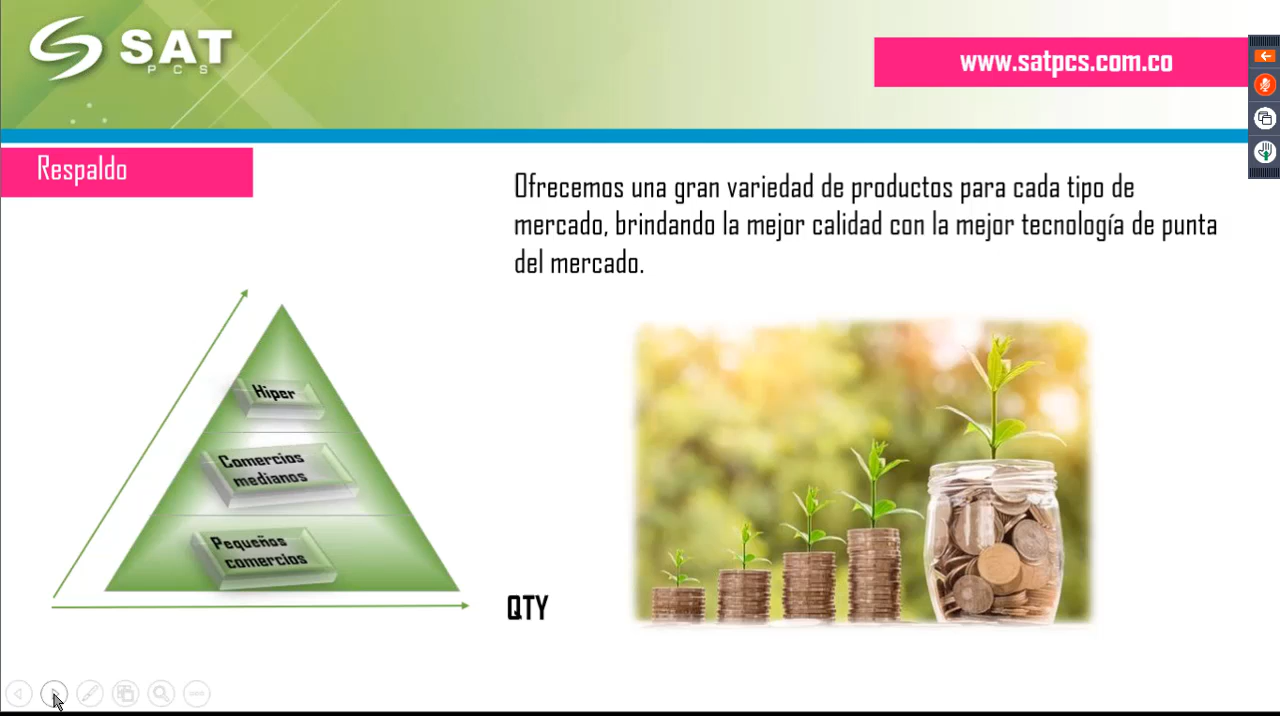 SAT
PCS
www.satpcs.com.co
Respaldo
Ofrecemos una gran variedad de productos para cada tipo de
mercado, brindando la mejor calidad con la mejor tecnología de punta
del mercado.
Hiper
Comercios
medianos
Pequeños
comercios
QTY